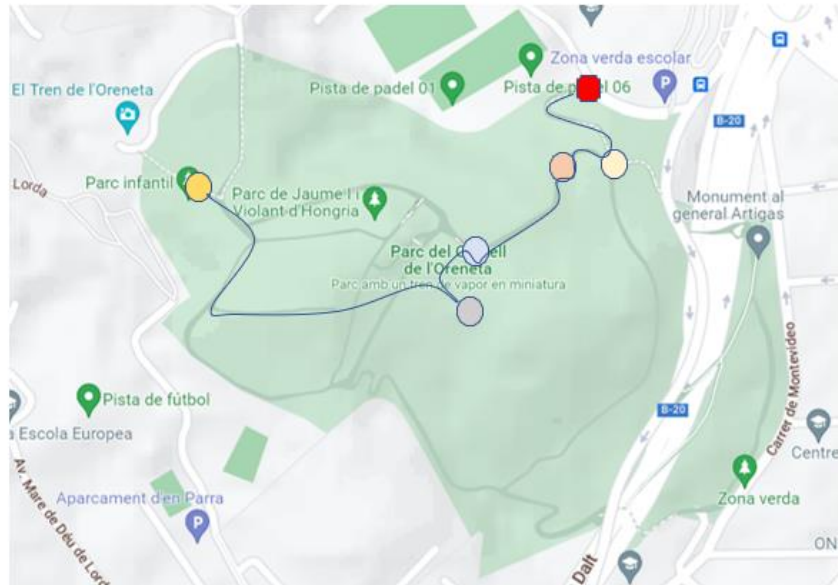 Zona verda escolar
El Tren de l'Oreneta
Pista de padel 01
Pista de padel 06
B-20
Lorda
Parc infantil
Parc de Jaume I i
Violant d'Hongria
Monument al
general Artigas
Parc del
de l'Oreneta
Parc amb un tren de vapor en miniatura
Pista de fútbol
a Escola Europea
B-20
Carrer de Montevideo
Centre
Av. Mare de Déu de Lord
Aparcament d'en Parra
Zona verda
ON
Dalt